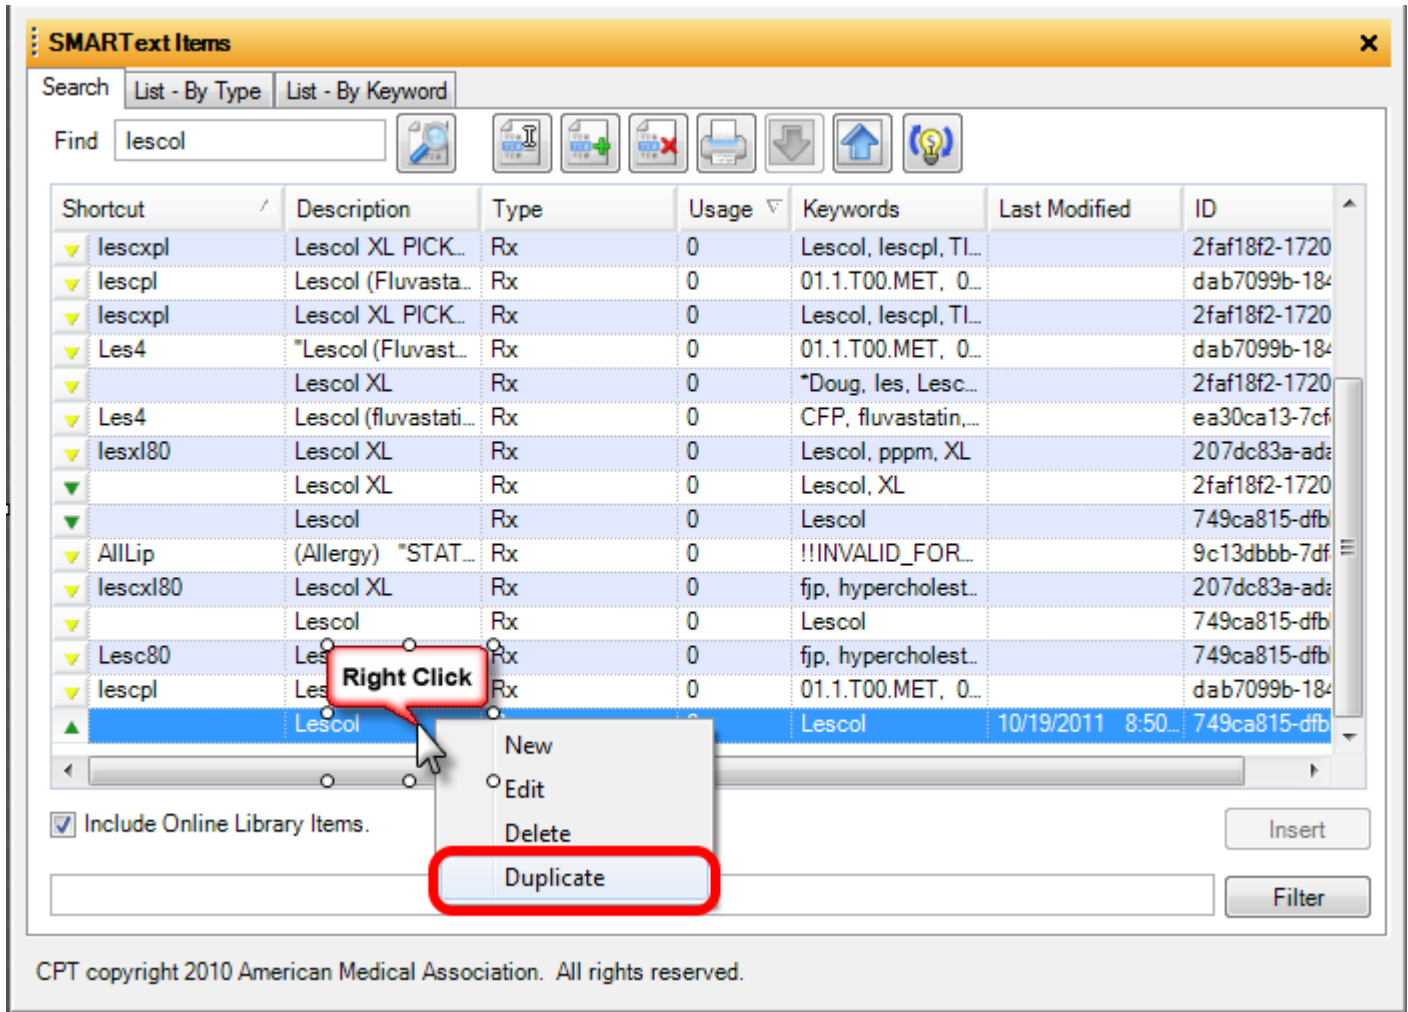 SMARText Items
Search List - By Type List - By Keyword
Find lescol
Shortcut Description Type Usage Keywords Last Modified ID
lescxpl Lescol XL PICK... Rx 0 Lescol, lescpl, TI... 2faf18f2-1720
lescpl Lescol (Fluvasta... Rx 0 01.1.T00.MET, 0... dab7099b-184
lescxpl Lescol XL PICK... Rx 0 Lescol, lescpl, TI... 2faf18f2-1720
Les4 "Lescol (Fluvast... Rx 0 01.1.T00.MET, 0... dab7099b-184
Lescol XL Rx 0 *Doug, les, Lesc... 2faf18f2-1720
Les4 Lescol (fluvastati... Rx 0 CFP, fluvastatin,... ea30ca13-7cf
lesxl80 Lescol XL Rx 0 Lescol, pppm, XL 207dc83a-ada
Lescol XL Rx 0 Lescol, XL 2faf18f2-1720
Lescol Rx 0 Lescol 749ca815-dfb
AllLip (Allergy) "STAT... Rx 0 !!INVALID_FOR... 9c13dbbb-7df
lescxl80 Lescol XL Rx 0 fjp, hypercholest... 207dc83a-ada
Lescol Rx 0 Lescol 749ca815-dfb
Lesc80 Les Rx 0 fjp, hypercholest... 749ca815-dfb
lescpl Les Rx 0 01.1.T00.MET, 0... dab7099b-184
Right Click
Lescol Lescol 10/19/2011 8:50... 749ca815-dfb
New
Edit
Delete
Duplicate
Include Online Library Items.
Insert
Filter
CPT copyright 2010 American Medical Association. All rights reserved.